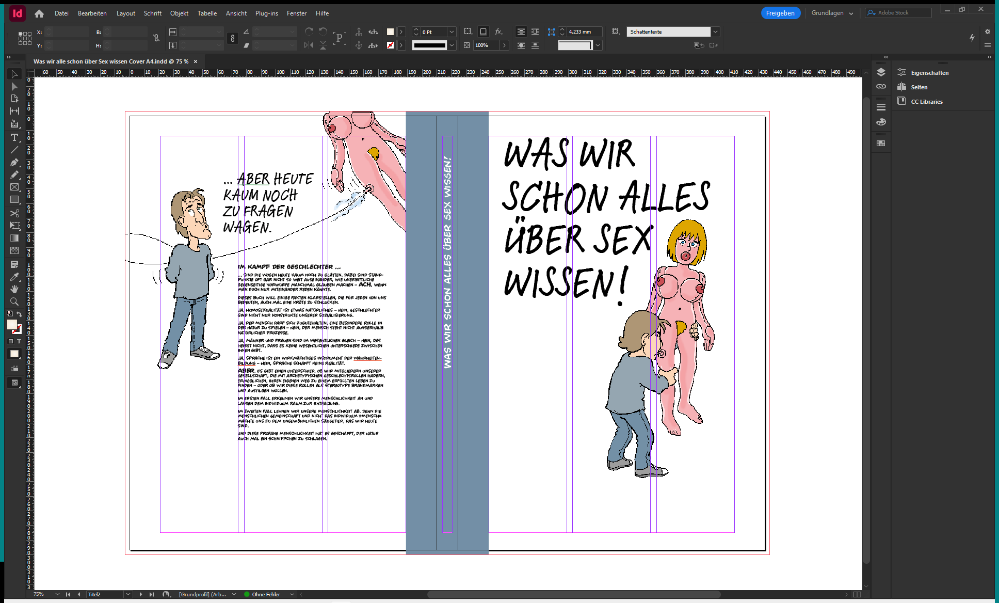 Id Datei Bearbeiten Layout Schrift Objekt Tabelle Ansicht Plug-ins Fenster Hilfe Freigeben Grundlagen Adobe Stock
X: B: 0 Pt fx. 4,233 mm Schattentexte
Y: H: 100%
Was wir alle schon über Sex wissen Cover A4.indd @ 75 % ×
60 50 40 30 20 10 0 10 20 30 40 50 60 70 80 90 100 110 120 130 140 150 160 170 180 190 200 210 220 230 240 250 260 270 280 290 300 310 320 330 340 350 360 370 380 390 400 410 420 430 440 450 460 470 480 490
Eigenschaften
Seiten
CC Libraries
... ABER HEUTE
KAUM NOCH
ZU FRAGEN
WAGEN.
IM KAMPF DER GESCHLECHTER ...
... SIND DIE WOGEN HEUTE KAUM NOCH ZU GLÄTTEN. DABEI SIND STAND-
PUNKTE OFT GAR NICHT SO WEIT AUSEINANDER, WIE UNERBITTLICHE
GEGENSEITIGE VORWÜRFE MANCHMAL GLAUBEN MACHEN – ACH, WENN
MAN DOCH NUR MITEINANDER REDEN KÖNNTE.
DIESES BUCH WILL EINIGE FAKTEN KLARSTELLEN, DIE FÜR JEDEN VON UNS
BEDEUTEN, AUCH MAL EINE KRÖTE ZU SCHLUCKEN.
JA, HOMOSEXUALITÄT IST ETWAS NATÜRLICHES – NEIN, GESCHLECHTER
SIND NICHT NUR KONSTRUKTE UNSERER SOZIALISIERUNG.
JA, DER MENSCH DARF SICH ZUGUTEHALTEN, EINE BESONDERE ROLLE IN
DER NATUR ZU SPIELEN – NEIN, DER MENSCH STEHT NICHT AUSSERHALB
NATÜRLICHER PROZESSE.
JA, MÄNNER UND FRAUEN SIND IM WESENTLICHEN GLEICH – NEIN, DAS
HEISST NICHT, DASS ES KEINE WESENTLICHEN UNTERSCHIEDE ZWISCHEN
IHNEN GIBT.
JA, SPRACHE IST EIN WIRKMÄCHTIGES INSTRUMENT DER WAHRHEITEN-
BILDUNG – NEIN, SPRACHE SCHAFFT KEINE REALITÄT.
ABER, ES GIBT EINEN UNTERSCHIED, OB WIR MITGLIEDERN UNSERER
GESELLSCHAFT, DIE MIT ARCHETYPISCHEN GESCHLECHTSROLLEN HADERN,
ERMÖGLICHEN, IHREN EIGENEN WEG ZU EINEM ERFÜLLTEN LEBEN ZU
FINDEN – ODER OB WIR DIESE ROLLEN ALS STEREOTYPE BRANDMARKEN
UND AUSTILGEN WOLLEN.
IM ERSTEN FALL ERKENNEN WIR UNSERE MENSCHLICHKEIT AN UND
LASSEN DEM INDIVIDUUM RAUM ZUR ENTFALTUNG.
IM ZWEITEN FALL LEHNEN WIR UNSERE MENSCHLICHKEIT AB. DENN DIE
MENSCHLICHEN GEMEINSCHAFT UND NICHT DAS INDIVIDUUM »MENSCH«
MACHTE UNS ZU DEM UNGEWÖHNLICHEN SÄUGETIER, DAS WIR HEUTE
SIND.
UND DIESE PROFANE MENSCHLICHKEIT HAT ES GESCHAFFT, DER NATUR
AUCH MAL EIN SCHNIPPCHEN ZU SCHLAGEN.
WAS WIR SCHON ALLES ÜBER SEX WISSEN!
WAS WIR
SCHON ALLES
ÜBER SEX
WISSEN!
75% Titel2 [Grundprofil] (Arb... Ohne Fehler